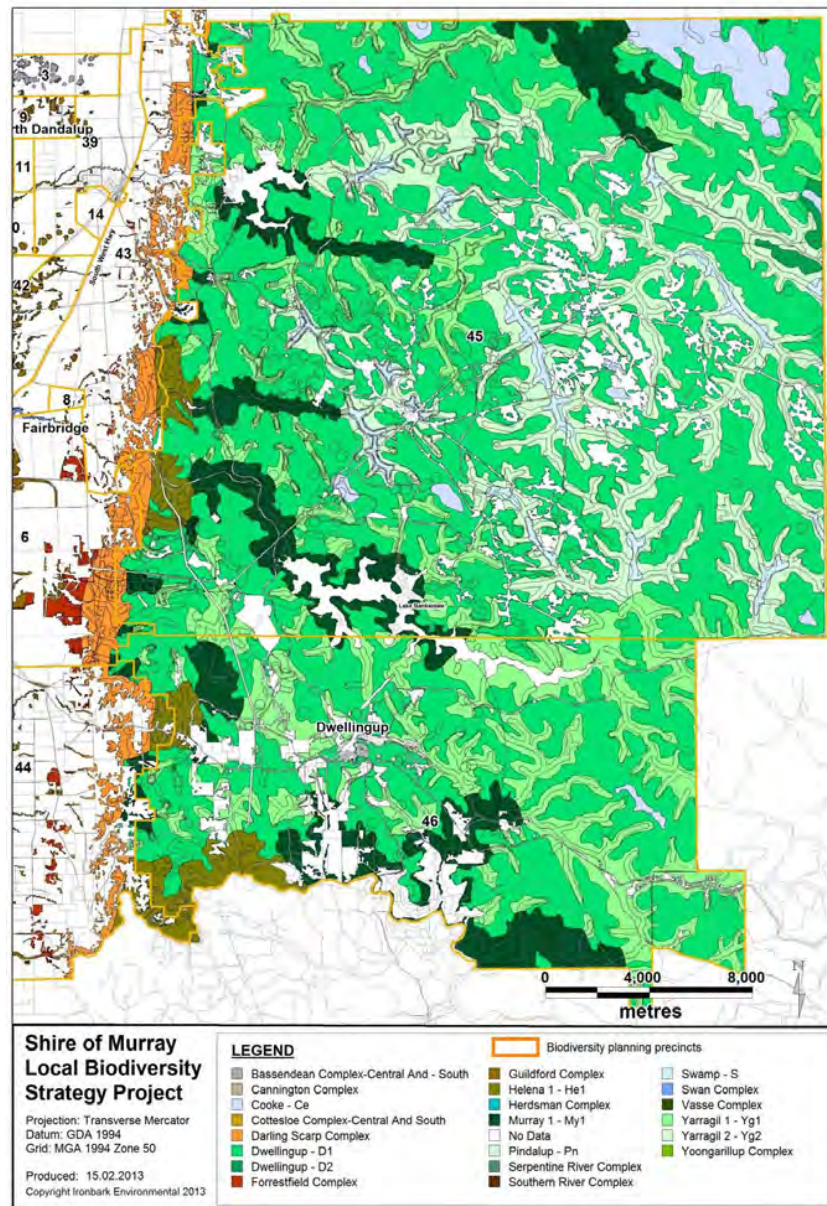 3
9
th Dandalup
39
11
14
0
43
South West Hwy
42
45
8
Fairbridge
6
Dwellingup
44
46
0 4,000 8,000
metres
N
Shire of Murray
Local Biodiversity
Strategy Project
Projection: Transverse Mercator
Datum: GDA 1994
Grid: MGA 1994 Zone 50
Produced: 15.02.2013
Copyright Ironbark Environmental 2013
LEGEND
Biodiversity planning precincts
Bassendean Complex-Central And - South
Cannington Complex
Cooke - Ce
Cottesloe Complex-Central And South
Darling Scarp Complex
Dwellingup - D1
Dwellingup - D2
Forrestfield Complex
Guildford Complex
Helena 1 - He1
Herdsman Complex
Murray 1 - My1
No Data
Pindalup - Pn
Serpentine River Complex
Southern River Complex
Swamp - S
Swan Complex
Vasse Complex
Yarragil 1 - Yg1
Yarragil 2 - Yg2
Yoongarillup Complex